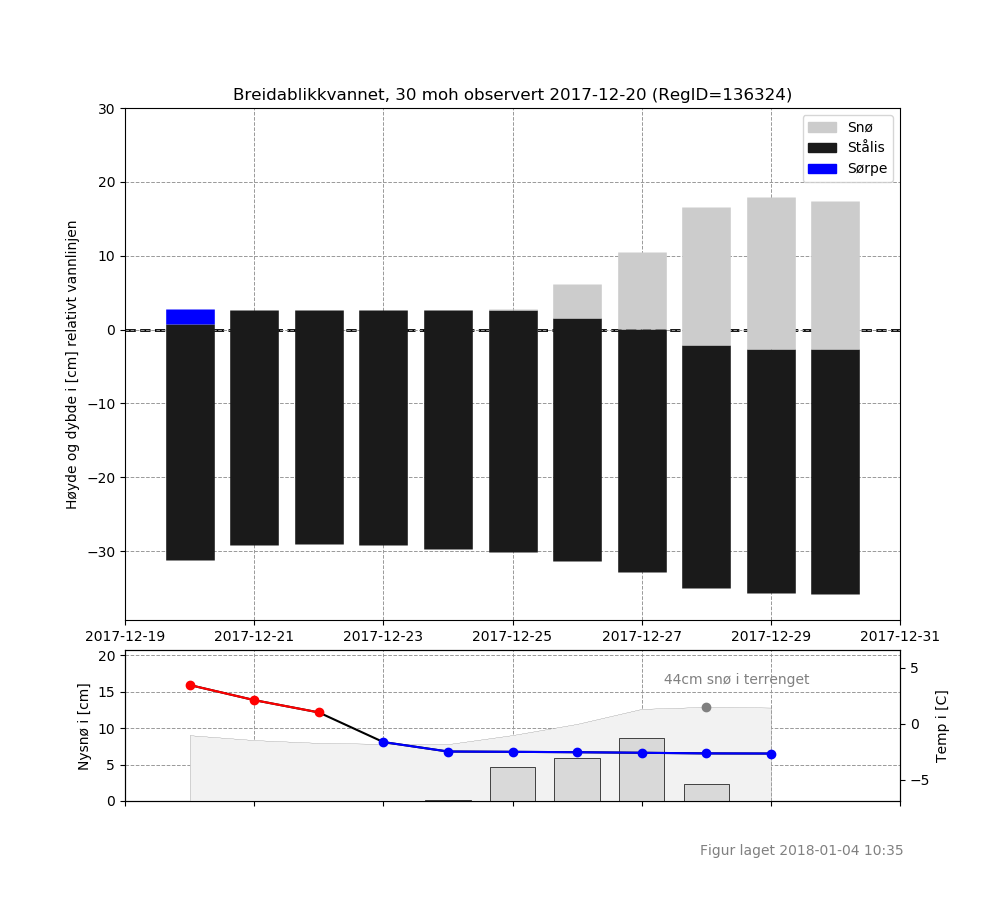 Breidablikkvannet, 30 moh observert 2017-12-20 (RegID=136324)
Høyde og dybde i [cm] relativt vannlinjen
30
20
10
0
−10
−20
−30
Snø
Stålis
Sørpe
2017-12-19 2017-12-21 2017-12-23 2017-12-25 2017-12-27 2017-12-29 2017-12-31
Nysnø i [cm]
20
15
10
5
0
44cm snø i terrenget
5
0
−5
Temp i [C]
Figur laget 2018-01-04 10:35